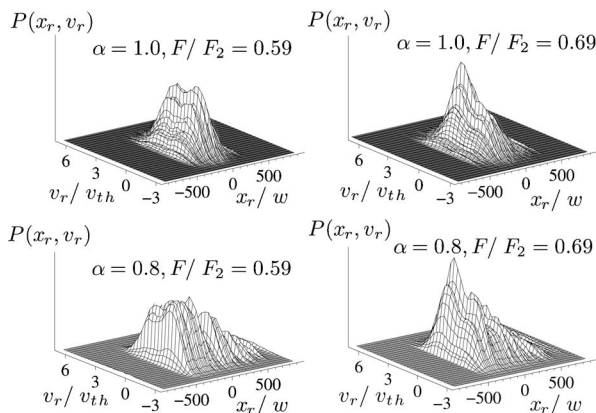 P(x_r, v_r)
α = 1.0, F/ F_2 = 0.59
6
3
0
−3
v_r/ v_th
−500
0
500
x_r/ w
P(x_r, v_r)
α = 1.0, F/ F_2 = 0.69
6
3
0
−3
v_r/ v_th
−500
0
500
x_r/ w
P(x_r, v_r)
α = 0.8, F/ F_2 = 0.59
6
3
0
−3
v_r/ v_th
−500
0
500
x_r/ w
P(x_r, v_r)
α = 0.8, F/ F_2 = 0.69
6
3
0
−3
v_r/ v_th
−500
0
500
x_r/ w